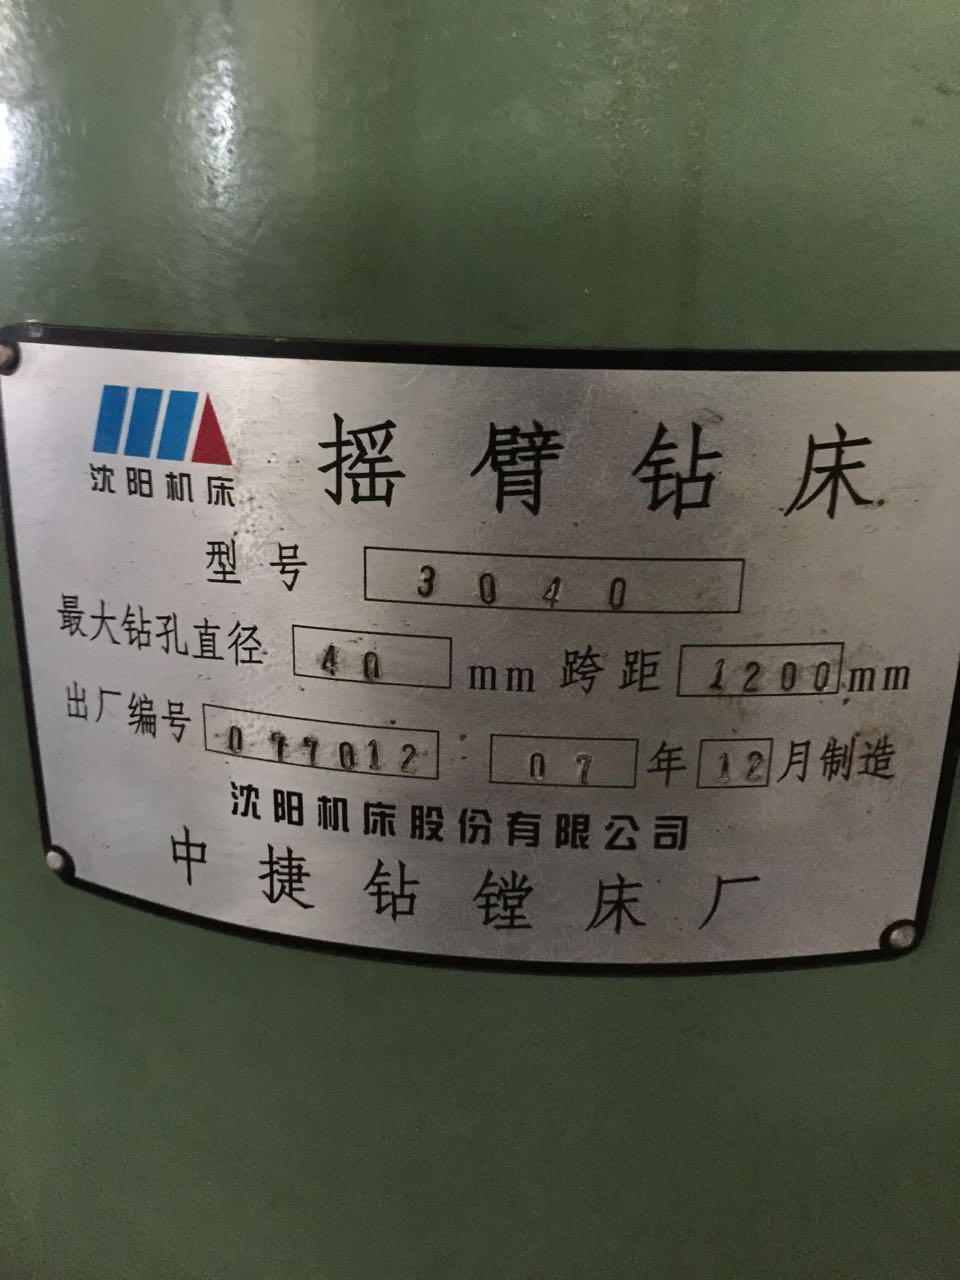 沈阳机床
摇臂钻床
型号 3040
最大钻孔直径 40 mm 跨距 1200 mm
出厂编号 077012 07 年 12 月制造
沈阳机床股份有限公司
中捷钻镗床厂